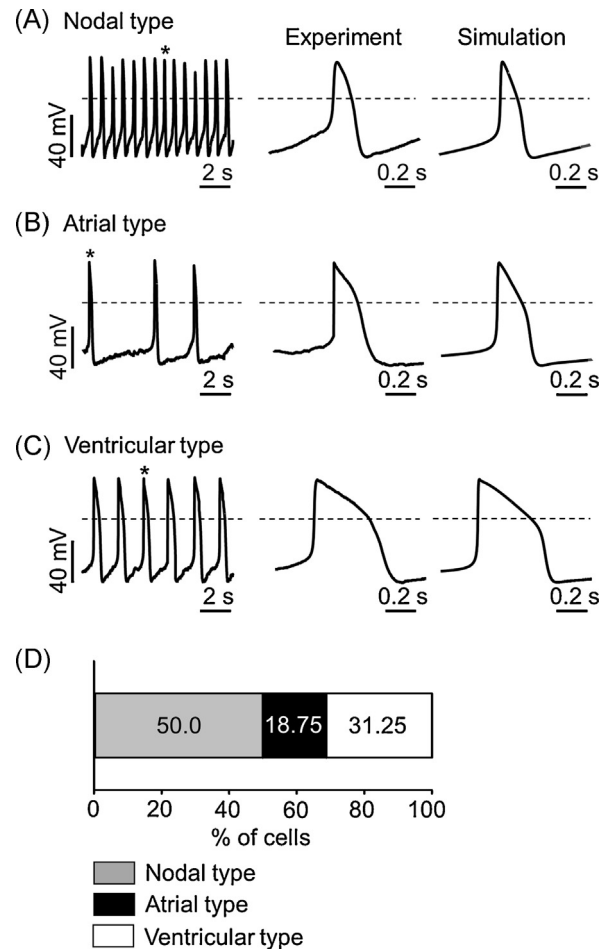 (A) Nodal type
Experiment Simulation
*
40 mV
2 s 0.2 s 0.2 s
(B) Atrial type
*
40 mV
2 s 0.2 s 0.2 s
(C) Ventricular type
*
40 mV
2 s 0.2 s 0.2 s
(D)
50.0 18.75 31.25
0 20 40 60 80 100
% of cells
Nodal type
Atrial type
Ventricular type